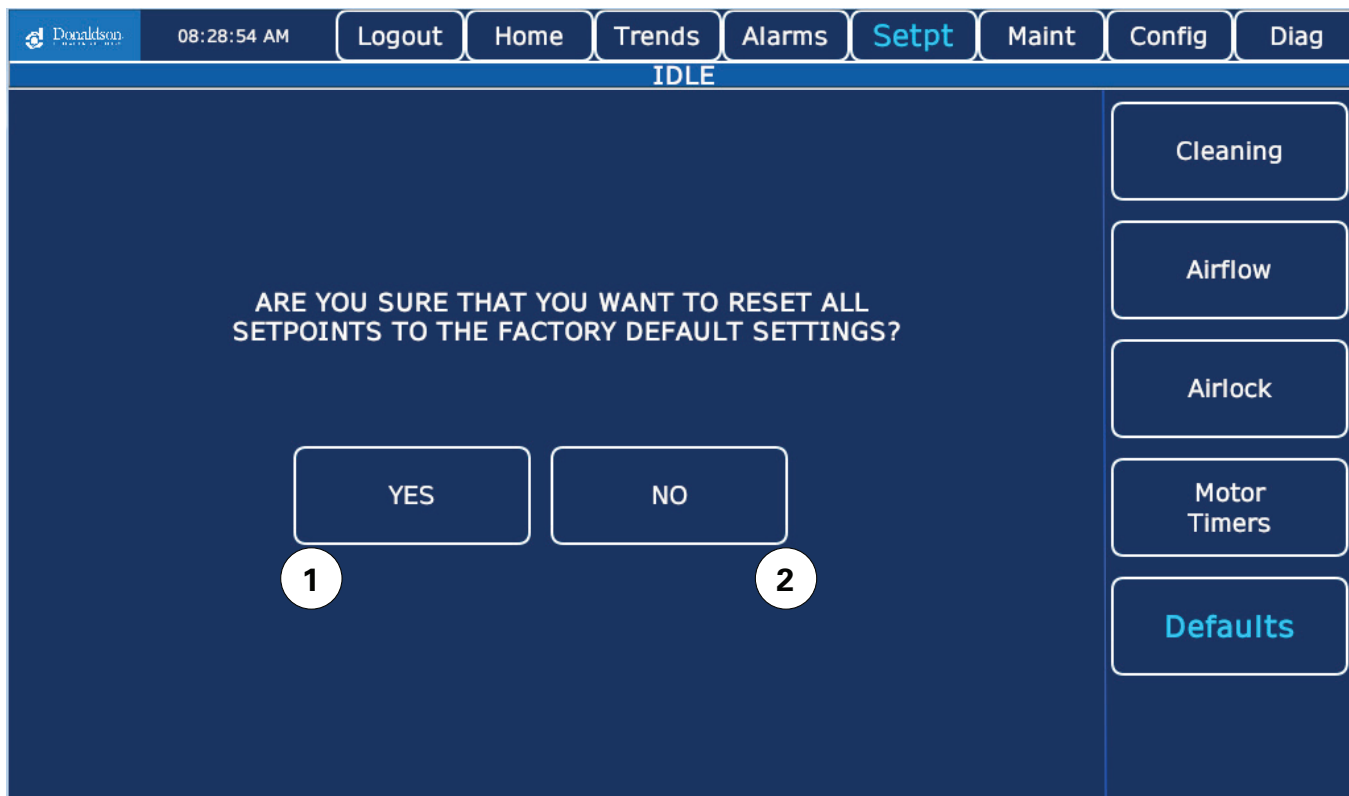 Donaldson
08:28:54 AM
Logout
Home
Trends
Alarms
Setpt
Maint
Config
Diag
IDLE
Cleaning
Airflow
ARE YOU SURE THAT YOU WANT TO RESET ALL
SETPOINTS TO THE FACTORY DEFAULT SETTINGS?
Airlock
YES
NO
Motor
Timers
1
2
Defaults